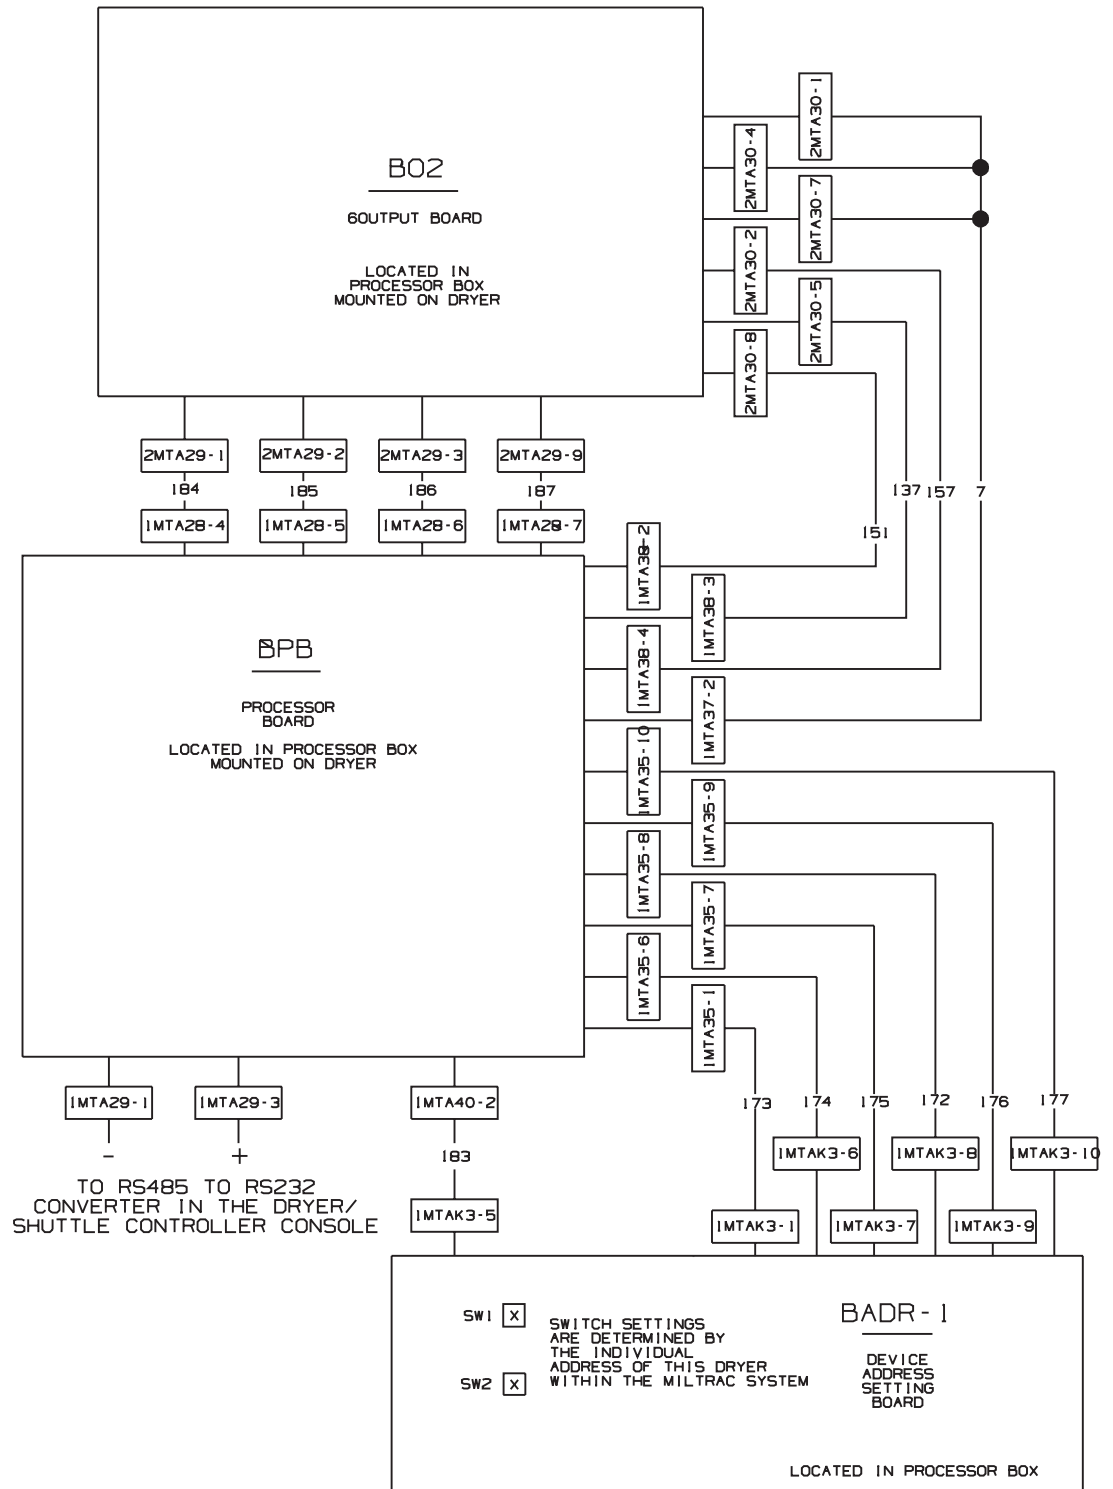 BO2
6OUTPUT BOARD
LOCATED IN
PROCESSOR BOX
MOUNTED ON DRYER
2MTA30-1
2MTA30-4
2MTA30-7
2MTA30-2
2MTA30-5
2MTA30-8
2MTA29-1
2MTA29-2
2MTA29-3
2MTA29-9
184
185
186
187
137
157
7
1MTA28-4
1MTA28-5
1MTA28-6
1MTA28-7
151
1MTA38-2
1MTA38-3
1MTA38-4
1MTA37-2
1MTA35-10
1MTA35-9
1MTA35-8
1MTA35-7
1MTA35-6
1MTA35-1
BPB
PROCESSOR
BOARD
LOCATED IN PROCESSOR BOX
MOUNTED ON DRYER
1MTA29-1
1MTA29-3
1MTA40-2
173
174
175
172
176
177
-
+
183
1MTAK3-6
1MTAK3-8
1MTAK3-10
TO RS485 TO RS232
CONVERTER IN THE DRYER/
SHUTTLE CONTROLLER CONSOLE
1MTAK3-5
1MTAK3-1
1MTAK3-7
1MTAK3-9
SW1 X
SW2 X
SWITCH SETTINGS
ARE DETERMINED BY
THE INDIVIDUAL
ADDRESS OF THIS DRYER
WITHIN THE MILTRAC SYSTEM
BADR-1
DEVICE
ADDRESS
SETTING
BOARD
LOCATED IN PROCESSOR BOX